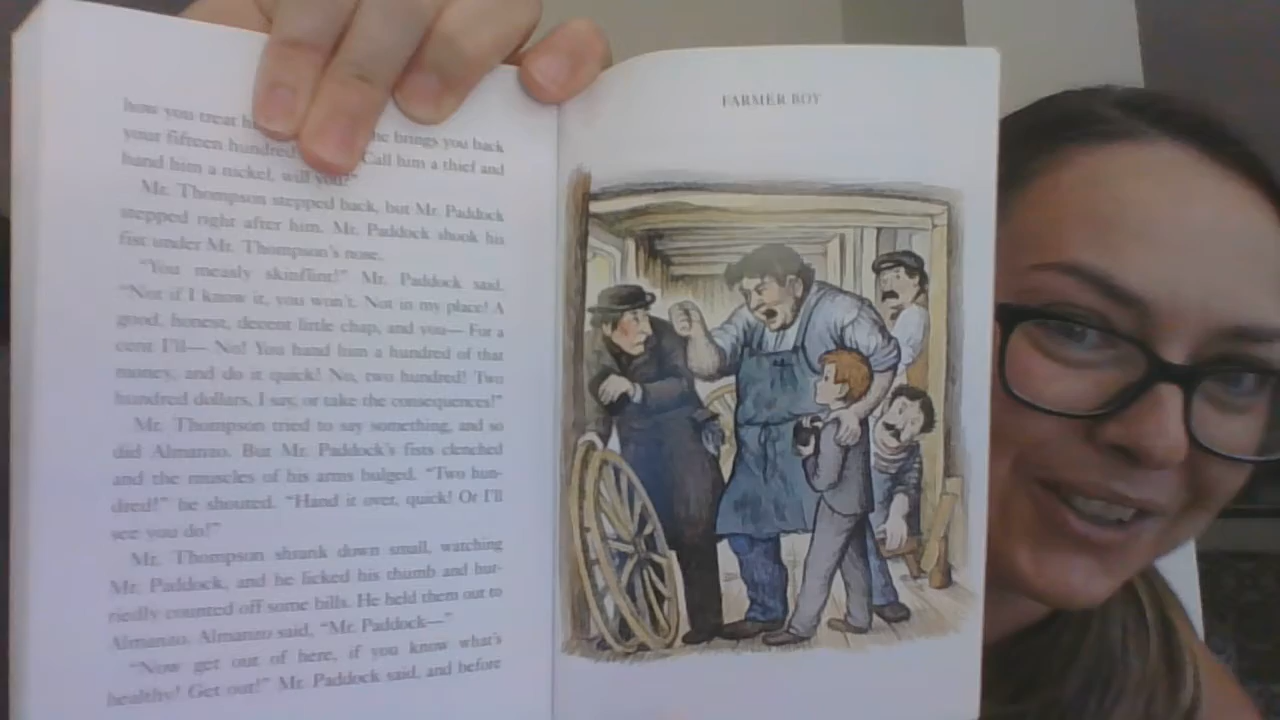 how you treat he brings you back
your fifteen hundred Call him a thief and
hand him a nickel, will you?"
Mr. Thompson stepped back, but Mr. Paddock
stepped right after him. Mr. Paddock shook his
fist under Mr. Thompson's nose.
"You measly skinflint!" Mr. Paddock said.
"Not if I know it, you won't. Not in my place! A
good, honest, decent little chap, and you— For a
cent I'll— No! You hand him a hundred of that
money, and do it quick! No, two hundred! Two
hundred dollars, I say, or take the consequences!"
Mr. Thompson tried to say something, and so
did Almanzo. But Mr. Paddock's fists clenched
and the muscles of his arms bulged. "Two hun-
dred!" he shouted. "Hand it over, quick! Or I'll
see you do!"
Mr. Thompson shrank down small, watching
Mr. Paddock, and he licked his thumb and hur-
riedly counted off some bills. He held them out to
Almanzo. Almanzo said, "Mr. Paddock—"
"Now get out of here, if you know what's
healthy! Get out!" Mr. Paddock said, and before
FARMER BOY